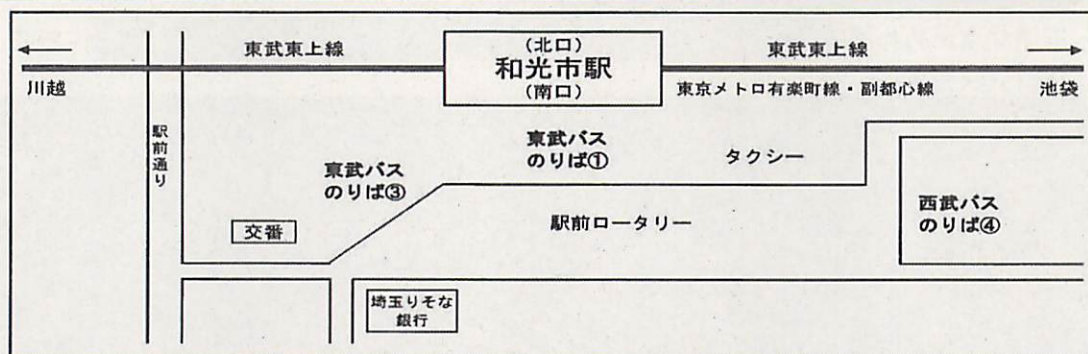 東武東上線
(北口)
和光市駅
(南口)
東武東上線
川越
東京メトロ有楽町線・副都心線
池袋
駅前通り
東武バス
のりば③
東武バス
のりば①
タクシー
西武バス
のりば④
駅前ロータリー
交番
埼玉りそな
銀行